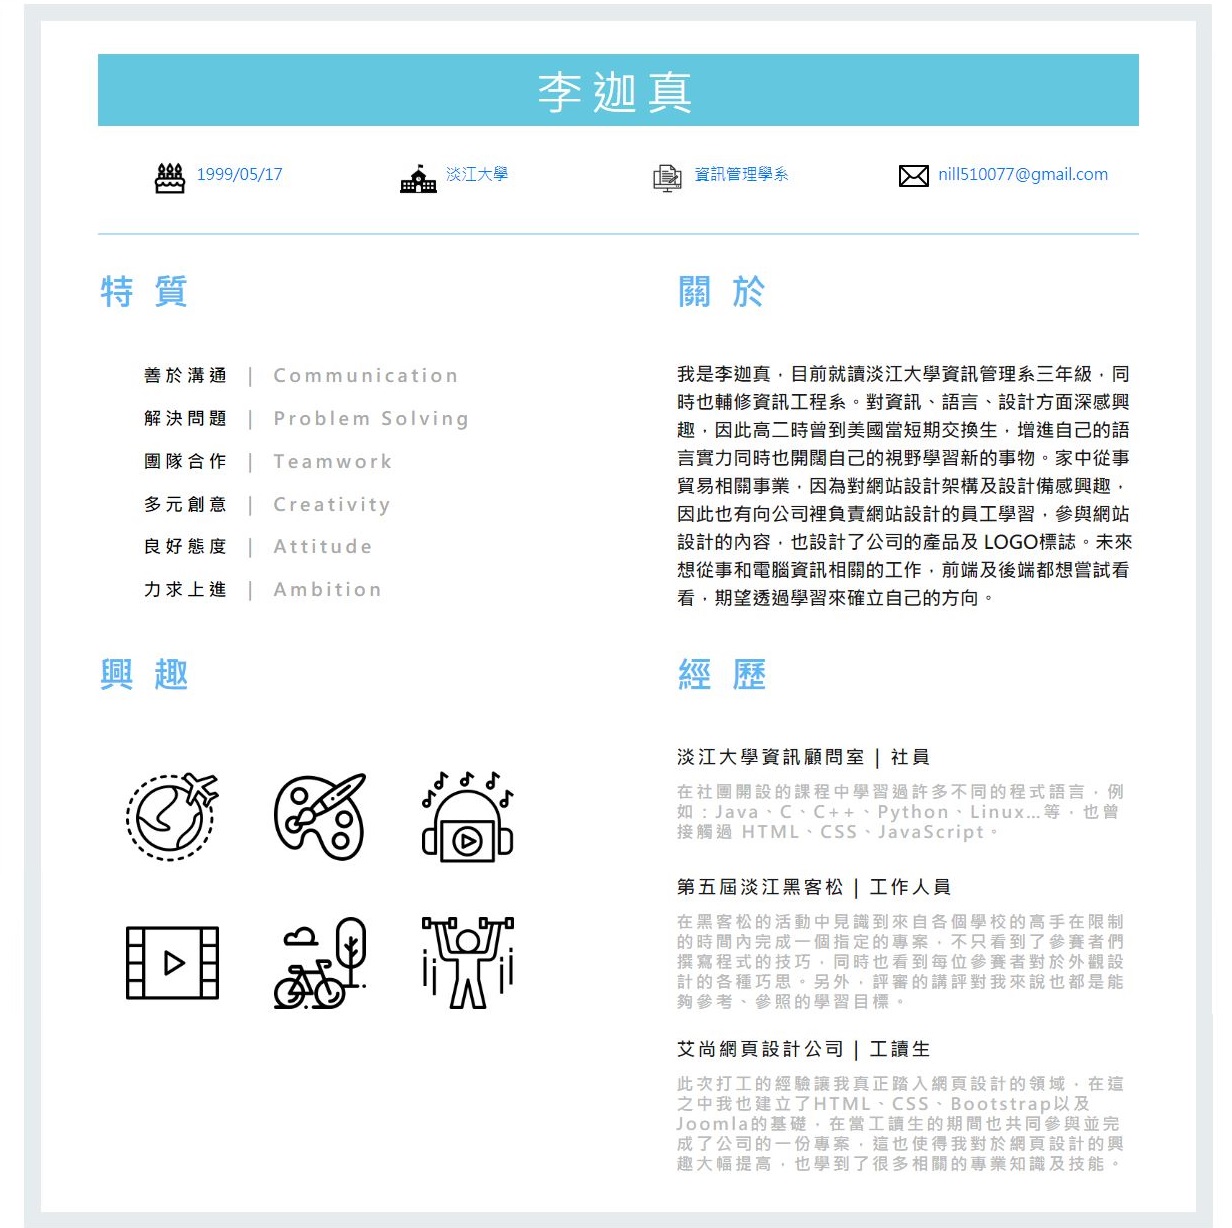 李迦真
1999/05/17
淡江大學
資訊管理學系
nill510077@gmail.com
特質
善於溝通 | Communication
解決問題 | Problem Solving
團隊合作 | Teamwork
多元創意 | Creativity
良好態度 | Attitude
力求上進 | Ambition
關於
我是李迦真，目前就讀淡江大學資訊管理系三年級，同
時也輔修資訊工程系。對資訊、語言、設計方面深感興
趣，因此高二時曾到美國當短期交換生，增進自己的語
言實力同時也開闊自己的視野學習新的事物。家中從事
貿易相關事業，因為對網站設計架構及設計備感興趣，
因此也有向公司裡負責網站設計的員工學習，參與網站
設計的內容，也設計了公司的產品及 LOGO標誌。未來
想從事和電腦資訊相關的工作，前端及後端都想嘗試看
看，期望透過學習來確立自己的方向。
興趣
經歷
淡江大學資訊顧問室 | 社員
在社團開設的課程中學習過許多不同的程式語言，例
如：Java、C、C++、Python、Linux…等，也曾
接觸過 HTML、CSS、JavaScript。
第五屆淡江黑客松 | 工作人員
在黑客松的活動中見識到來自各個學校的高手在限制
的時間內完成一個指定的專案，不只看到了參賽者們
撰寫程式的技巧，同時也看到每位參賽者對於外觀設
計的各種巧思。另外，評審的講評對我來說也都是能
夠參考、參照的學習目標。
艾尚網頁設計公司 | 工讀生
此次打工的經驗讓我真正踏入網頁設計的領域，在這
之中我也建立了HTML、CSS、Bootstrap以及
Joomla的基礎，在當工讀生的期間也共同參與並完
成了公司的一份專案，這也使得我對於網頁設計的興
趣大幅提高，也學到了很多相關的專業知識及技能。